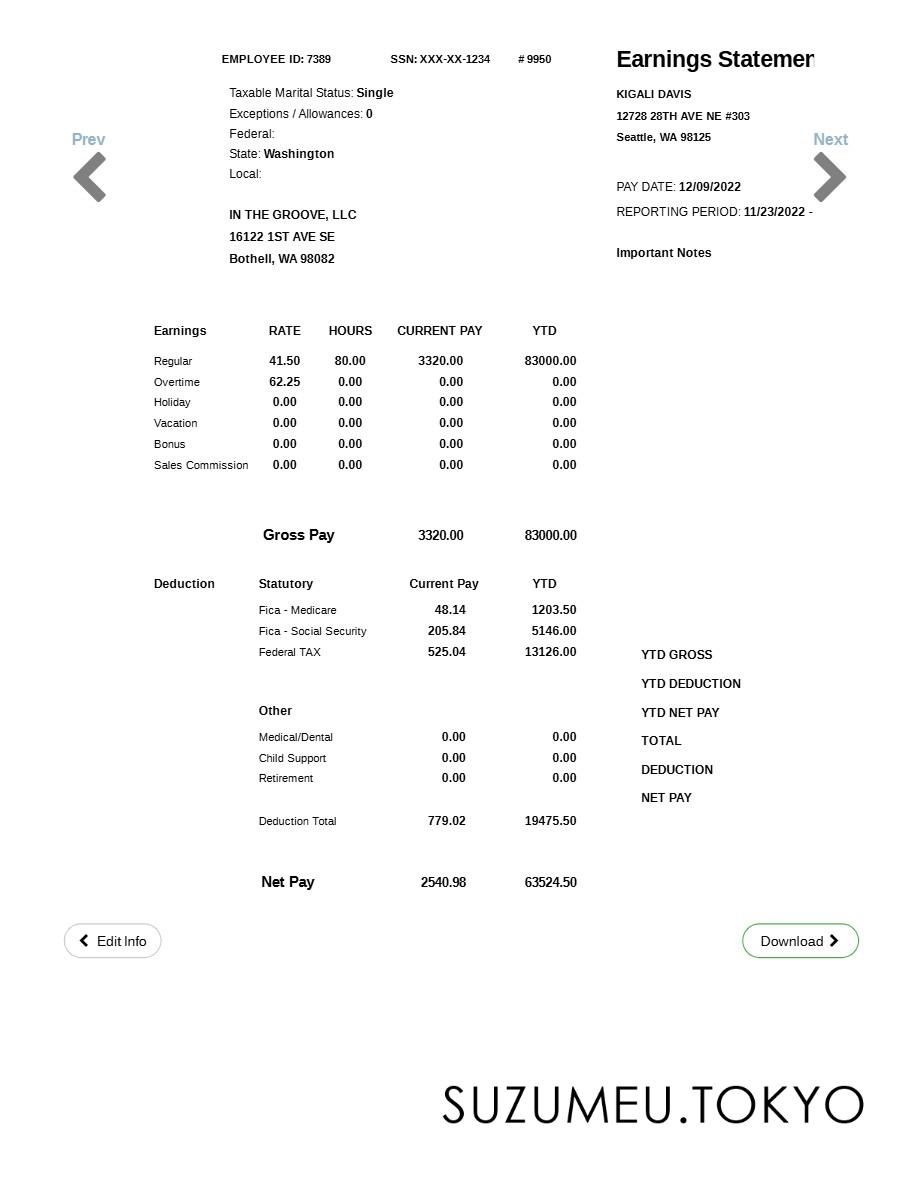 EMPLOYEE ID: 7389 SSN: XXX-XX-1234 # 9950
Earnings Statemen
Taxable Marital Status: Single
Exceptions / Allowances: 0
Federal:
State: Washington
Local:
KIGALI DAVIS
12728 28TH AVE NE #303
Seattle, WA 98125
Prev
Next
PAY DATE: 12/09/2022
REPORTING PERIOD: 11/23/2022 -
IN THE GROOVE, LLC
16122 1ST AVE SE
Bothell, WA 98082
Important Notes
Earnings RATE HOURS CURRENT PAY YTD
Regular 41.50 80.00 3320.00 83000.00
Overtime 62.25 0.00 0.00 0.00
Holiday 0.00 0.00 0.00 0.00
Vacation 0.00 0.00 0.00 0.00
Bonus 0.00 0.00 0.00 0.00
Sales Commission 0.00 0.00 0.00 0.00
Gross Pay 3320.00 83000.00
Deduction Statutory Current Pay YTD
Fica - Medicare 48.14 1203.50
Fica - Social Security 205.84 5146.00
Federal TAX 525.04 13126.00
Other
Medical/Dental 0.00 0.00
Child Support 0.00 0.00
Retirement 0.00 0.00
Deduction Total 779.02 19475.50
YTD GROSS
YTD DEDUCTION
YTD NET PAY
TOTAL
DEDUCTION
NET PAY
Net Pay 2540.98 63524.50
Edit Info
Download
SUZUMEU.TOKYO